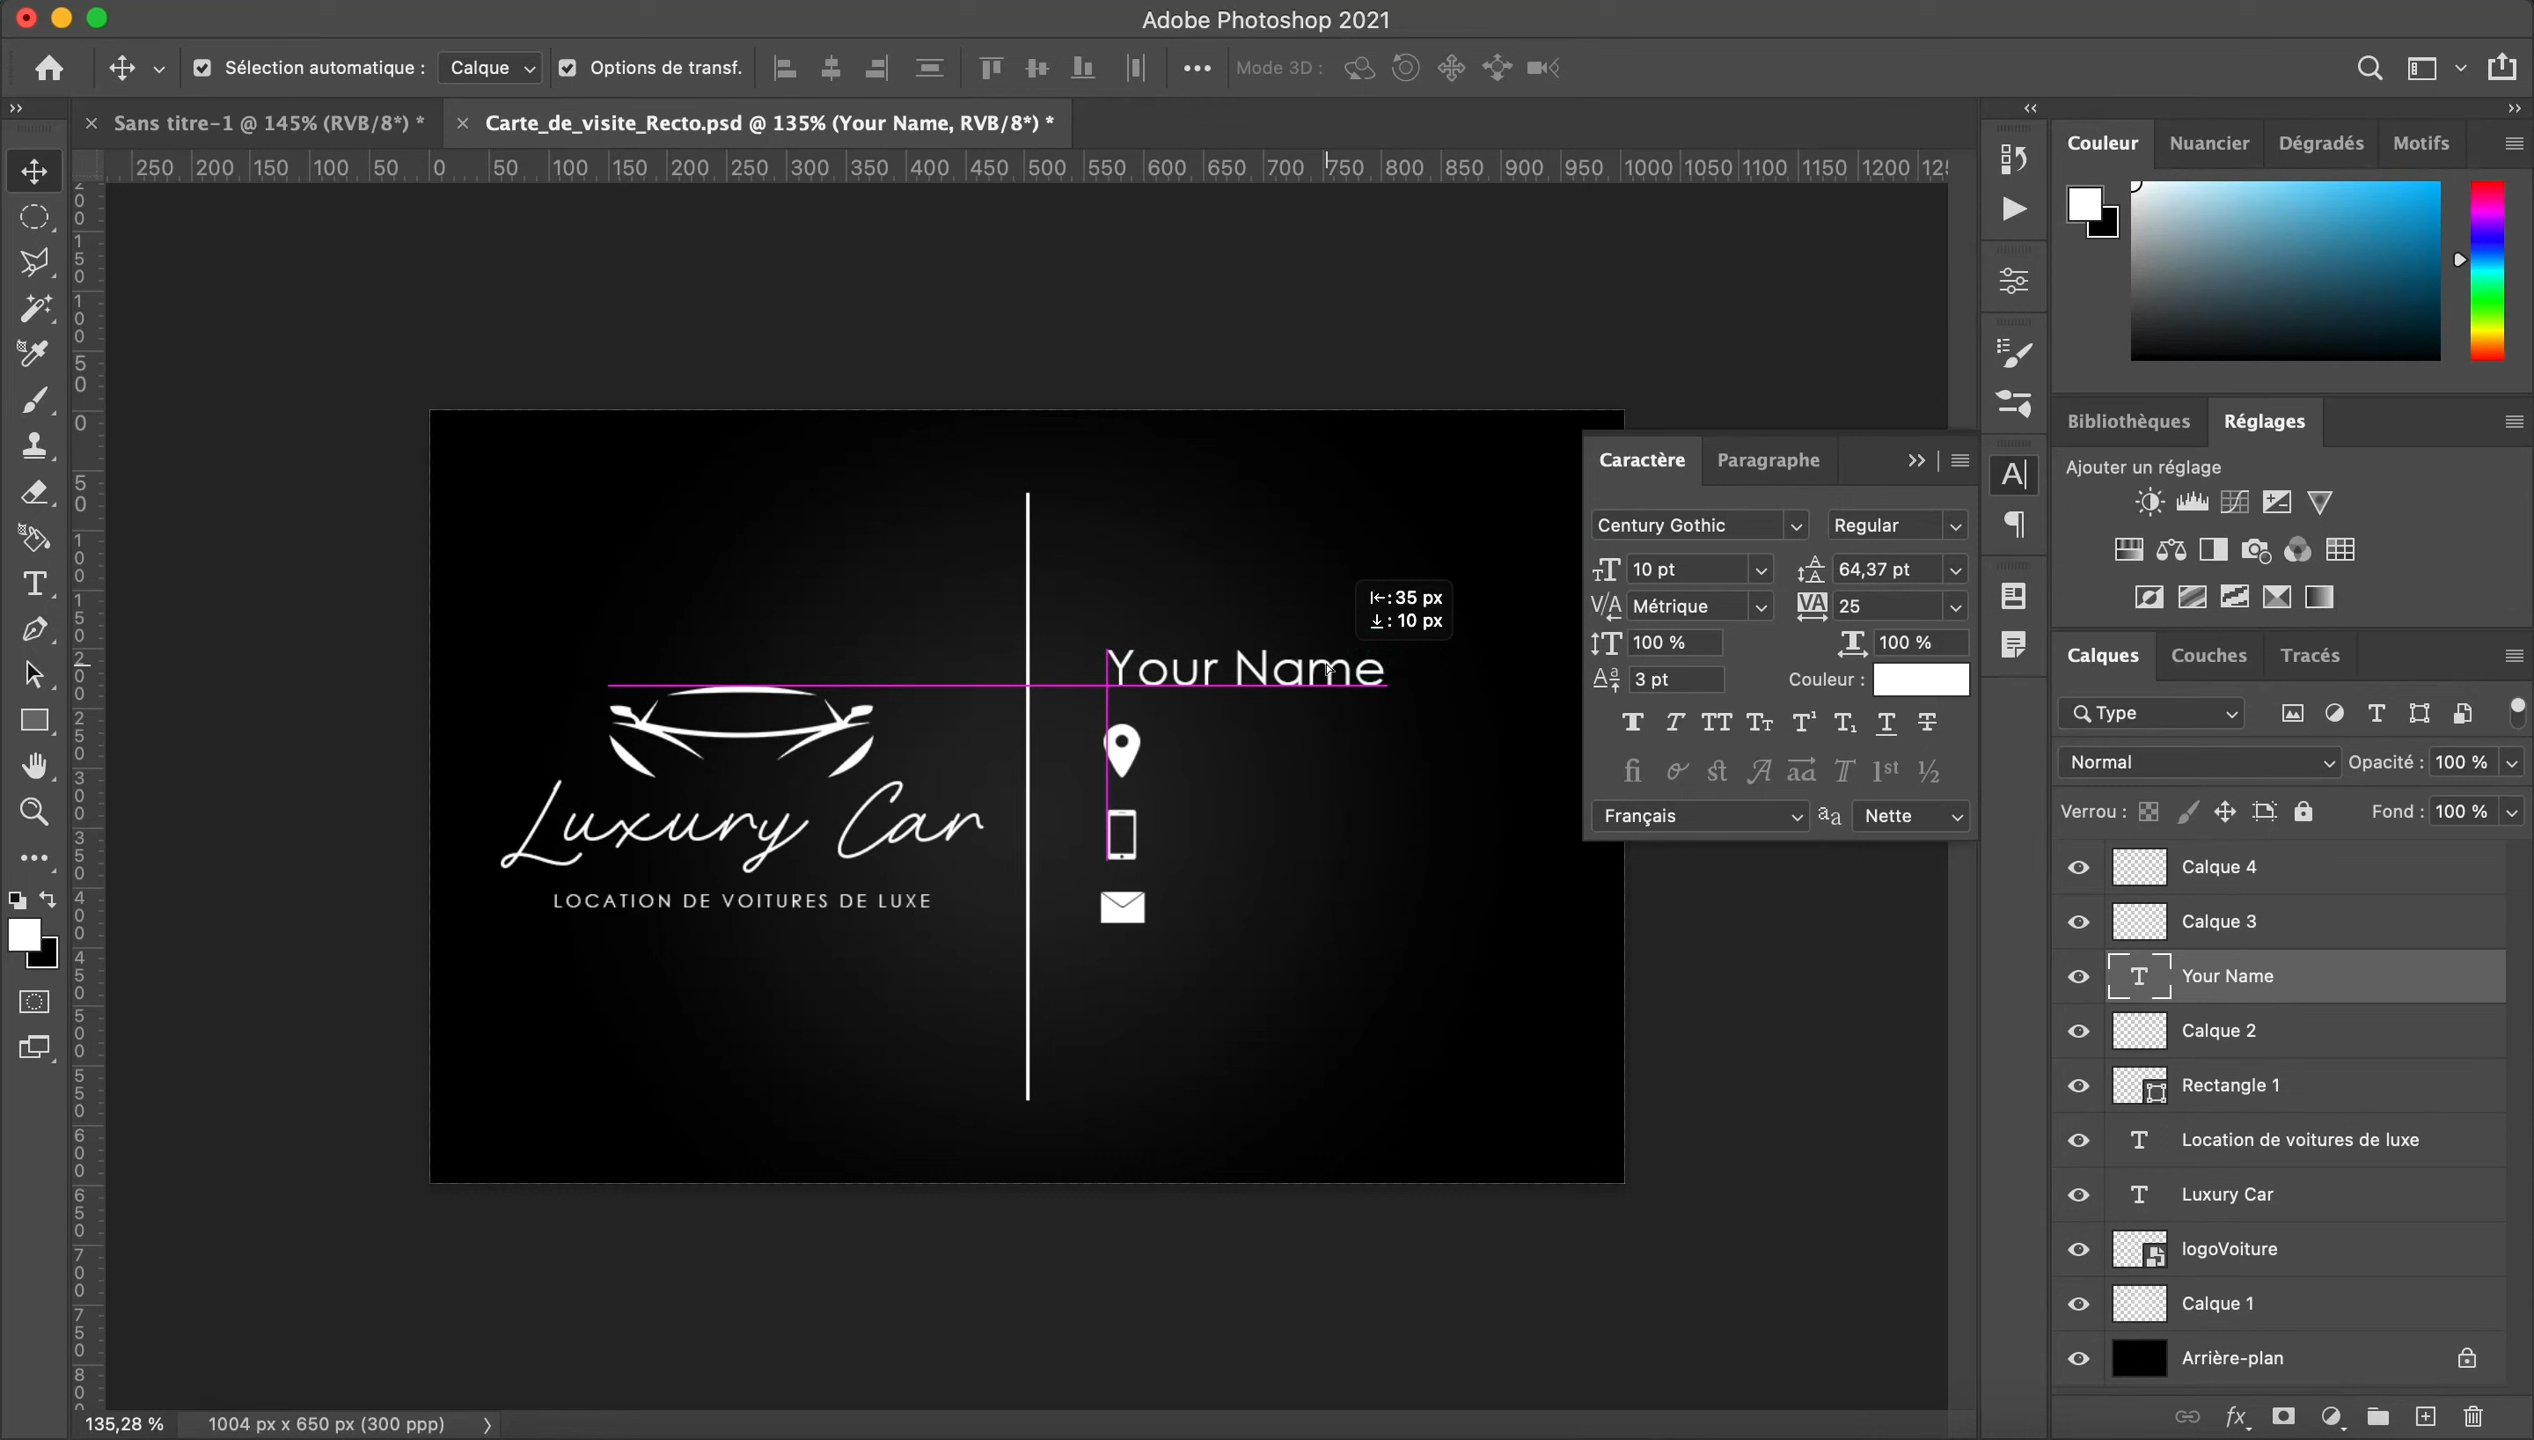 Adobe Photoshop 2021
Sélection automatique : Calque Options de transf. Mode 3D :
Sans titre-1 @ 145% (RVB/8*) * Carte_de_visite_Recto.psd @ 135% (Your Name, RVB/8*) *
250 200 150 100 50 0 50 100 150 200 250 300 350 400 450 500 550 600 650 700 750 800 850 900 950 1000 1050 1100 1150 1200 125
Couleur Nuancier Dégradés Motifs
Bibliothèques Réglages
Ajouter un réglage
Caractère Paragraphe
Century Gothic Regular
10 pt 64,37 pt
Métrique 25
100 % 100 %
3 pt Couleur :
Français Nette
:35 px
: 10 px
Your Name
Luxury Car
LOCATION DE VOITURES DE LUXE
Calques Couches Tracés
Type
Normal Opacité : 100 %
Verrou : Fond : 100 %
Calque 4
Calque 3
Your Name
Calque 2
Rectangle 1
Location de voitures de luxe
Luxury Car
logoVoiture
Calque 1
Arrière-plan
135,28 % 1004 px x 650 px (300 ppp)